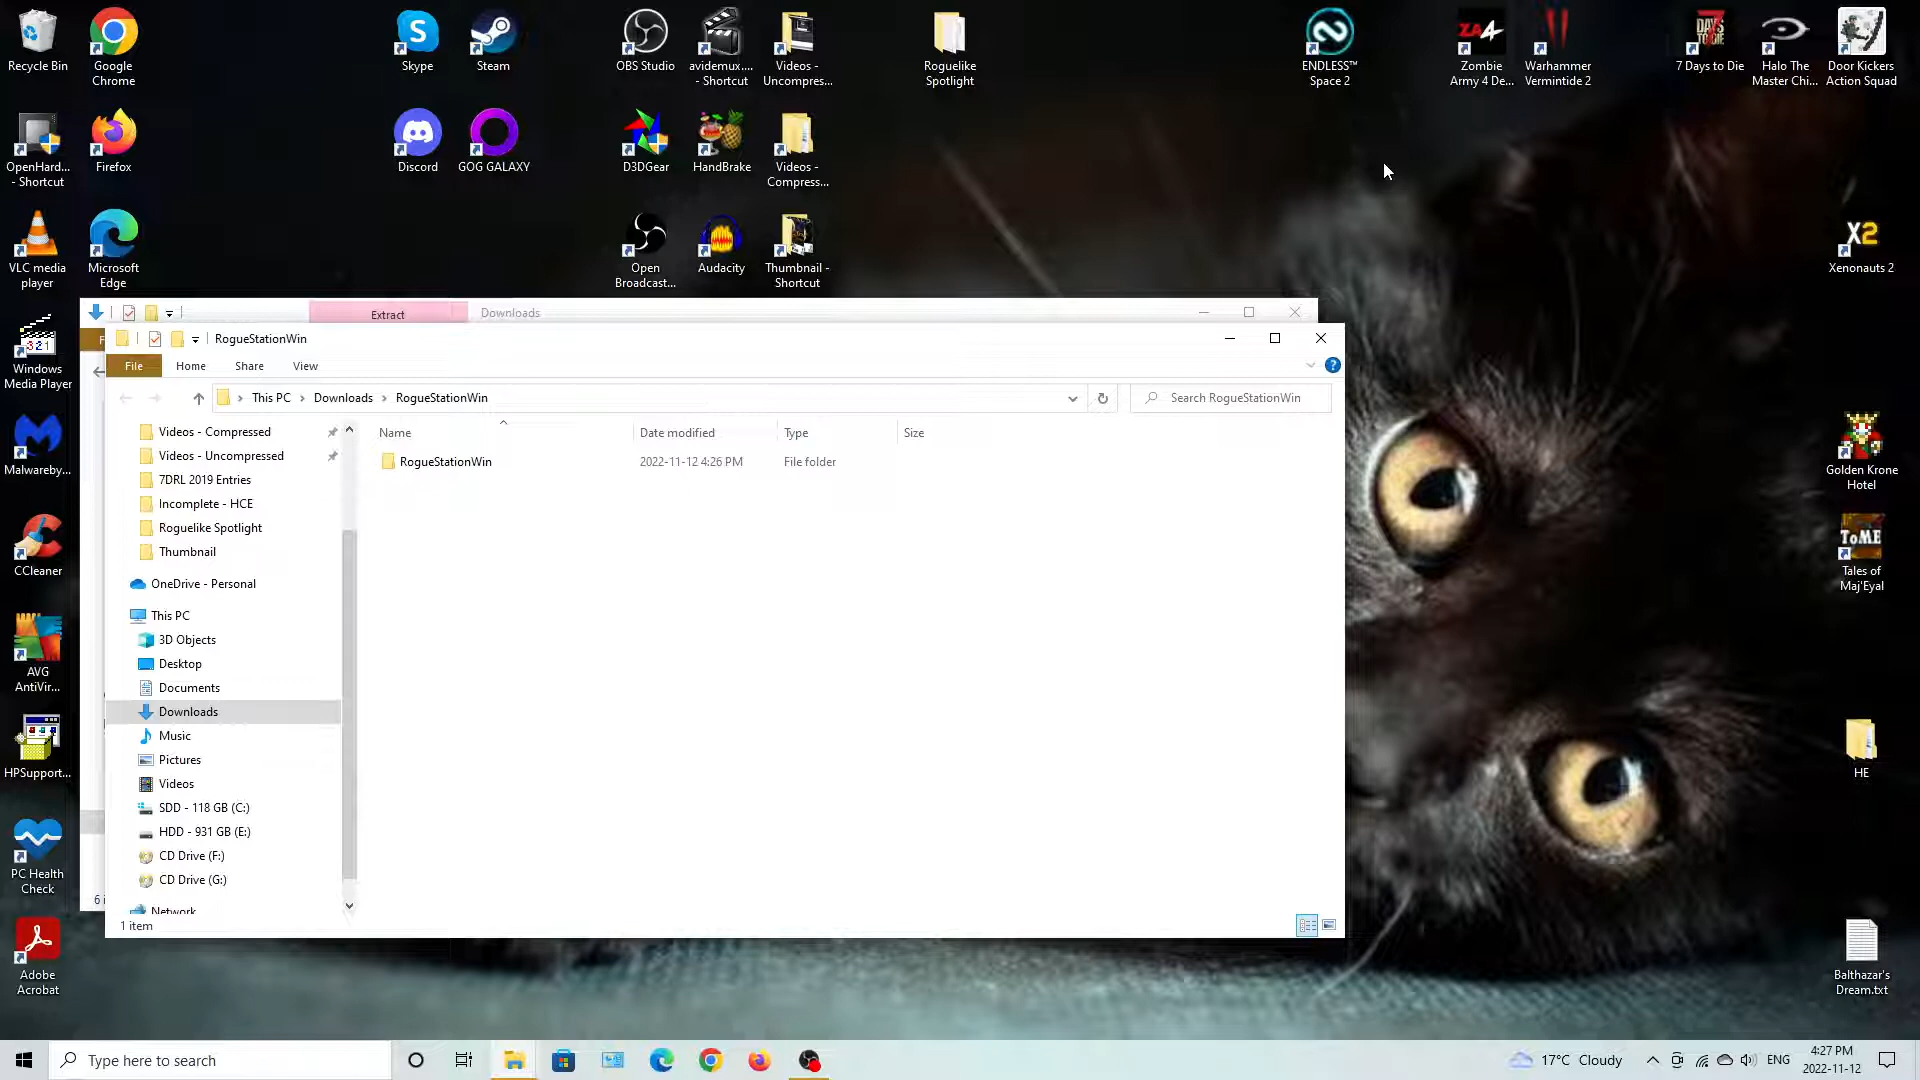 Recycle Bin
Google
Chrome
Skype
Steam
OBS Studio
avidemux....
- Shortcut
Videos -
Uncompres...
Roguelike
Spotlight
ENDLESS™
Space 2
Zombie
Army 4 De...
Warhammer
Vermintide 2
7 Days to Die
Halo The
Master Chi...
Door Kickers
Action Squad
OpenHard...
- Shortcut
Firefox
Discord
GOG GALAXY
D3DGear
HandBrake
Videos -
Compress...
VLC media
player
Microsoft
Edge
Open
Broadcast...
Audacity
Thumbnail -
Shortcut
X2
Xenonauts 2
Extract
Downloads
RogueStationWin
File
Home
Share
View
This PC
Downloads
RogueStationWin
Search RogueStationWin
Name
Date modified
Type
Size
RogueStationWin
2022-11-12 4:26 PM
File folder
Videos - Compressed
Videos - Uncompressed
7DRL 2019 Entries
Incomplete - HCE
Roguelike Spotlight
Thumbnail
OneDrive - Personal
This PC
3D Objects
Desktop
Documents
Downloads
Music
Pictures
Videos
SDD - 118 GB (C:)
HDD - 931 GB (E:)
CD Drive (F:)
CD Drive (G:)
Network
1 item
Windows
Media Player
Malwareby...
CCleaner
AVG
AntiVir...
HPSupport...
PC Health
Check
Adobe
Acrobat
Golden Krone
Hotel
ToME
Tales of
Maj'Eyal
HE
Balthazar's
Dream.txt
Type here to search
17°C Cloudy
ENG
4:27 PM
2022-11-12